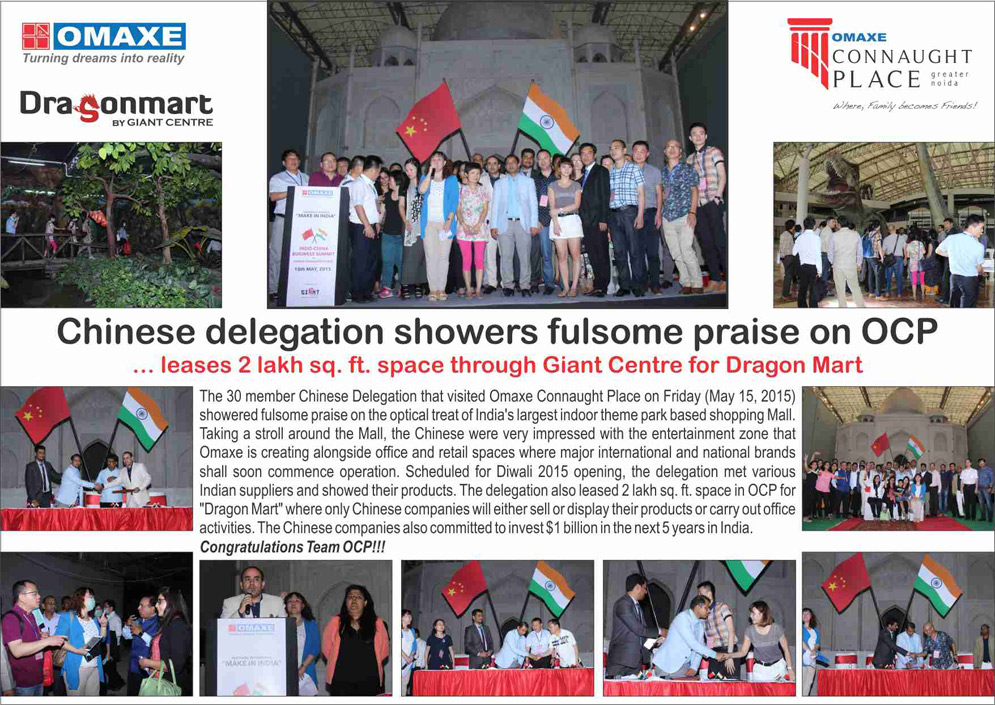 OMAXE
Turning dreams into reality
Dragonmart
BY GIANT CENTRE
OMAXE
CONNAUGHT
PLACE greater noida
Where, Family becomes Friends!
OMAXE
"MAKE IN INDIA"
INDO-CHINA
BUSINESS SUMMIT
15th MAY, 2015
GIANT
Chinese delegation showers fulsome praise on OCP
... leases 2 lakh sq. ft. space through Giant Centre for Dragon Mart
The 30 member Chinese Delegation that visited Omaxe Connaught Place on Friday (May 15, 2015)
showered fulsome praise on the optical treat of India's largest indoor theme park based shopping Mall.
Taking a stroll around the Mall, the Chinese were very impressed with the entertainment zone that
Omaxe is creating alongside office and retail spaces where major international and national brands
shall soon commence operation. Scheduled for Diwali 2015 opening, the delegation met various
Indian suppliers and showed their products. The delegation also leased 2 lakh sq. ft. space in OCP for
"Dragon Mart" where only Chinese companies will either sell or display their products or carry out office
activities. The Chinese companies also committed to invest $1 billion in the next 5 years in India.
Congratulations Team OCP!!!
OMAXE
"MAKE IN INDIA"